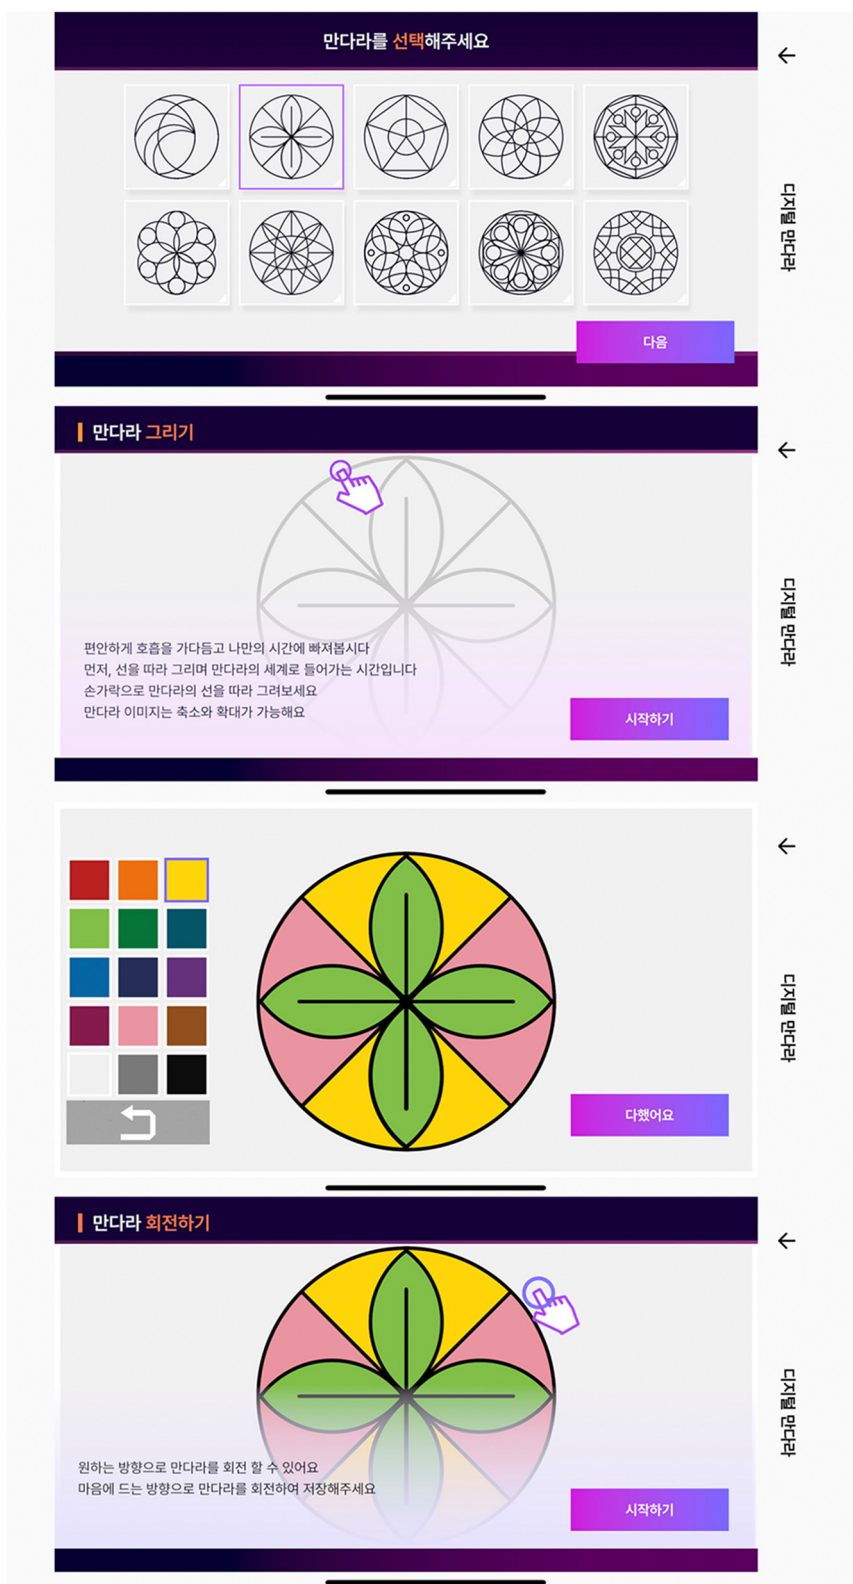 만다라를 선택해주세요
디지털 만다라
다음
만다라 그리기
디지털 만다라
편안하게 호흡을 가다듬고 나만의 시간에 빠져봅시다
먼저, 선을 따라 그리며 만다라의 세계로 들어가는 시간입니다
손가락으로 만다라의 선을 따라 그려보세요
만다라 이미지는 축소와 확대가 가능해요
시작하기
디지털 만다라
다했어요
만다라 회전하기
디지털 만다라
원하는 방향으로 만다라를 회전 할 수 있어요
마음에 드는 방향으로 만다라를 회전하여 저장해주세요
시작하기